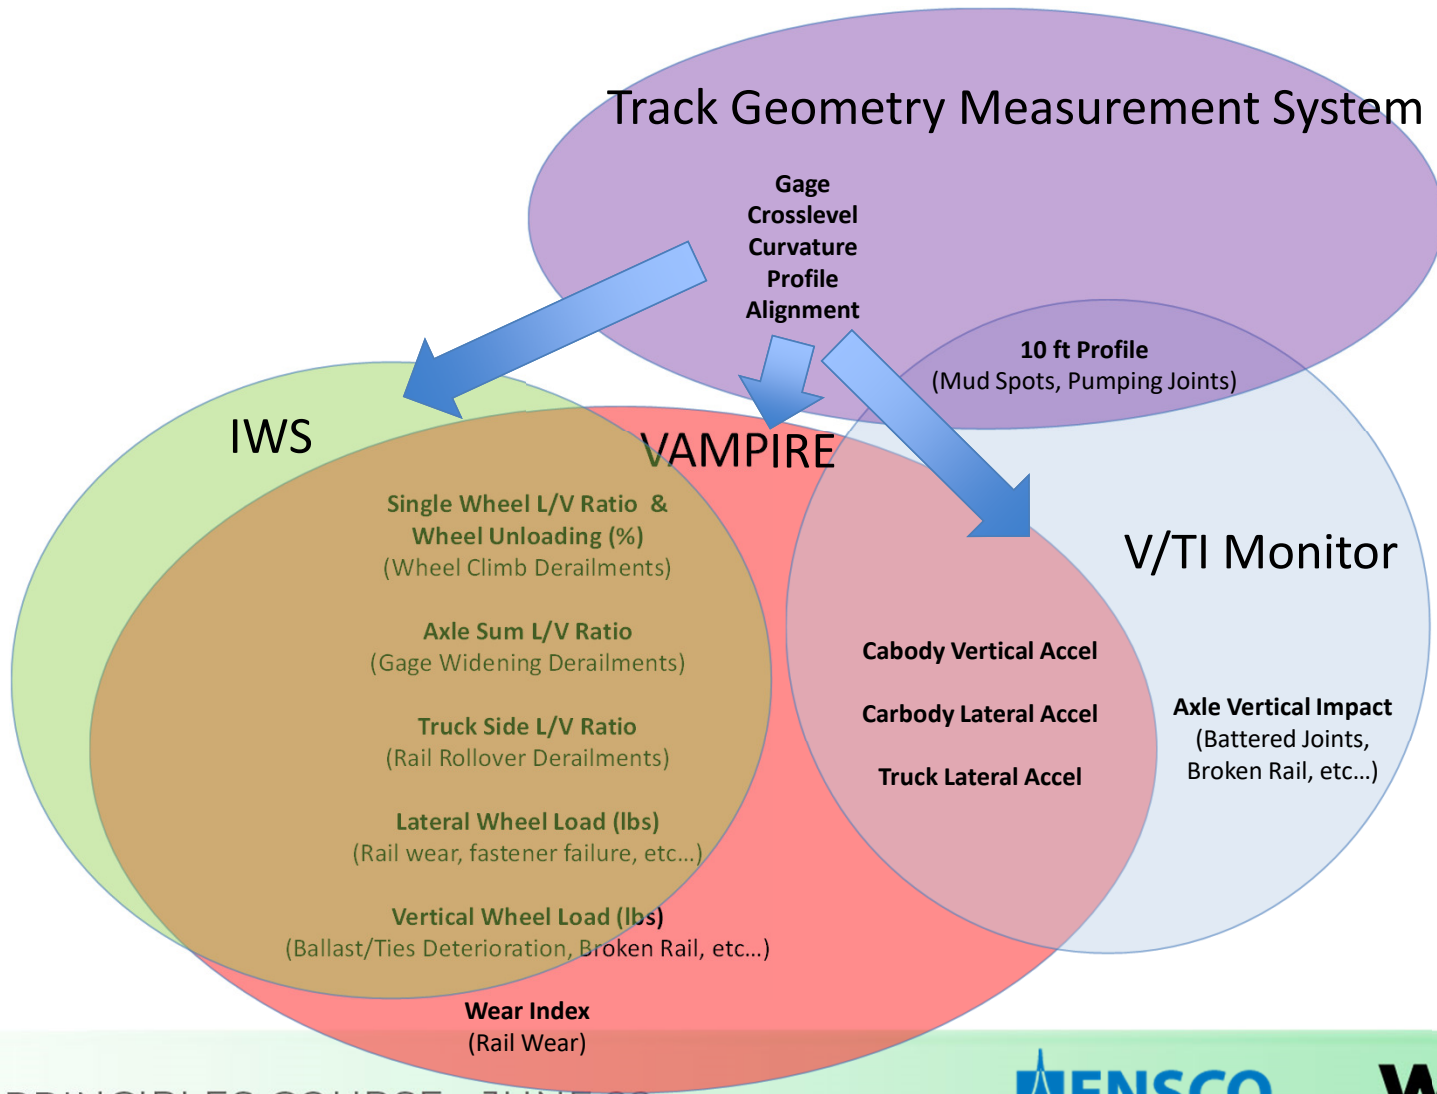 Track Geometry Measurement System
Gage
Crosslevel
Curvature
Profile
Alignment
10 ft Profile
(Mud Spots, Pumping Joints)
IWS
VAMPIRE
V/TI Monitor
Single Wheel L/V Ratio &
Wheel Unloading (%)
(Wheel Climb Derailments)
Axle Sum L/V Ratio
(Gage Widening Derailments)
Truck Side L/V Ratio
(Rail Rollover Derailments)
Lateral Wheel Load (lbs)
(Rail wear, fastener failure, etc…)
Vertical Wheel Load (lbs)
(Ballast/Ties Deterioration, Broken Rail, etc…)
Wear Index
(Rail Wear)
Cabody Vertical Accel
Carbody Lateral Accel
Truck Lateral Accel
Axle Vertical Impact
(Battered Joints,
Broken Rail, etc…)
PRINCIPLES COURSE
JUNE
ENSCO